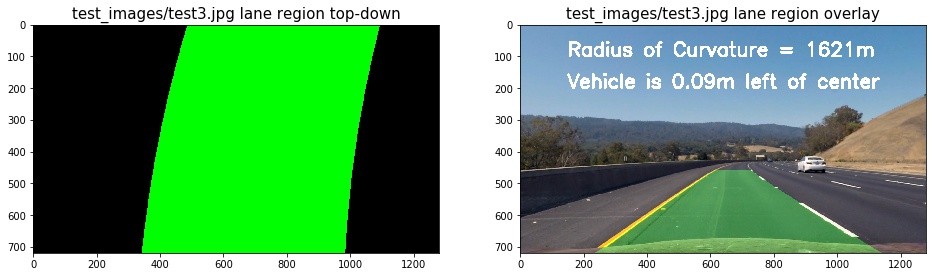 test_images/test3.jpg lane region top-down
0
100
200
300
400
500
600
700
0 200 400 600 800 1000 1200
test_images/test3.jpg lane region overlay
Radius of Curvature = 1621m
Vehicle is 0.09m left of center
0
100
200
300
400
500
600
700
0 200 400 600 800 1000 1200